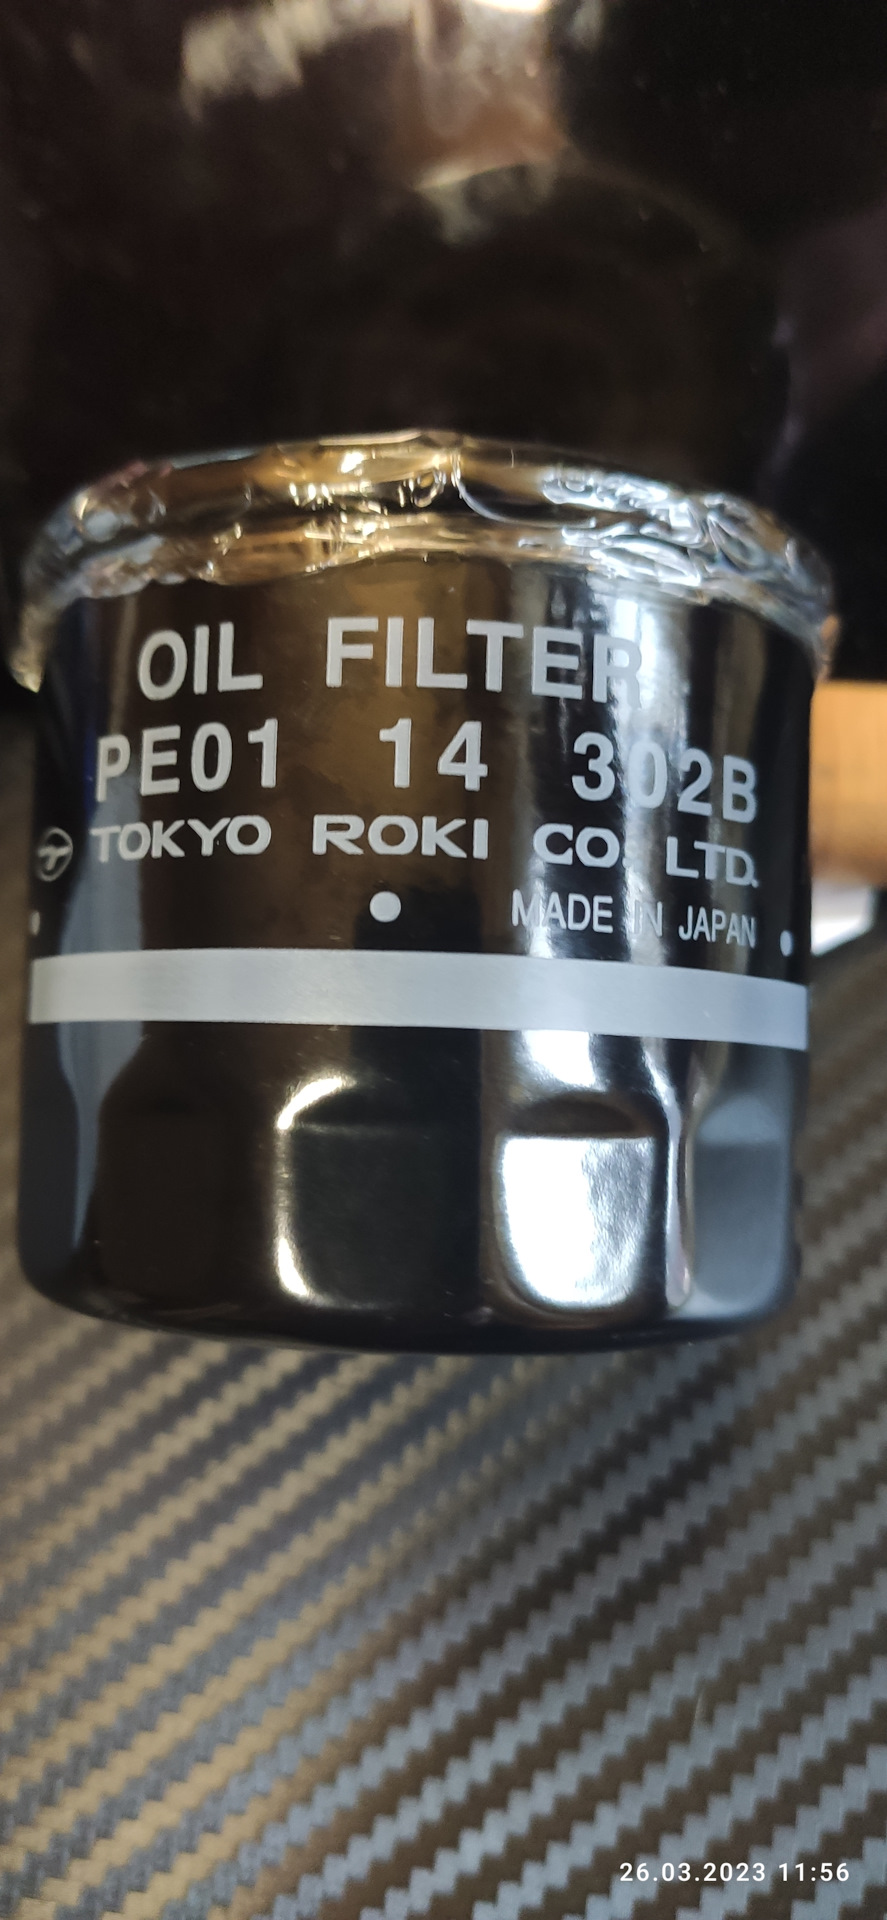 OIL FILTER
PE01 14 302B
TOKYO ROKI CO. LTD.
MADE IN JAPAN
26.03.2023 11:56